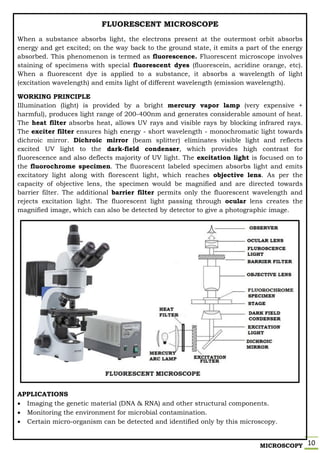 FLUORESCENT MICROSCOPE
When a substance absorbs light, the electrons present at the outermost orbit absorbs
energy and get excited; on the way back to the ground state, it emits a part of the energy
absorbed. This phenomenon is termed as fluorescence. Fluorescent microscope involves
staining of specimens with special fluorescent dyes (fluorescein, acridine orange, etc).
When a fluorescent dye is applied to a substance, it absorbs a wavelength of light
(excitation wavelength) and emits light of different wavelength (emission wavelength).
WORKING PRINCIPLE
Illumination (light) is provided by a bright mercury vapor lamp (very expensive +
harmful), produces light range of 200-400nm and generates considerable amount of heat.
The heat filter absorbs heat, allows UV rays and visible rays by blocking infrared rays.
The exciter filter ensures high energy - short wavelength - monochromatic light towards
dichroic mirror. Dichroic mirror (beam splitter) eliminates visible light and reflects
excited UV light to the dark-field condenser, which provides high contrast for
fluorescence and also deflects majority of UV light. The excitation light is focused on to
the fluorochrome specimen. The fluorescent labeled specimen absorbs light and emits
excitatory light along with florescent light, which reaches objective lens. As per the
capacity of objective lens, the specimen would be magnified and are directed towards
barrier filter. The additional barrier filter permits only the fluorescent wavelength and
rejects excitation light. The fluorescent light passing through ocular lens creates the
magnified image, which can also be detected by detector to give a photographic image.
OBSERVER
OCULAR LENS
FLUROSCENCE
LIGHT
BARRIER FILTER
OBJECTIVE LENS
FLUOROCHROME
SPECIMEN
STAGE
HEAT
FILTER
DARK FIELD
CONDENSER
EXCITATION
LIGHT
DICHROIC
MIRROR
MERCURY
ARC LAMP
EXCITATION
FILTER
FLUORESCENT MICROSCOPE
APPLICATIONS
• Imaging the genetic material (DNA & RNA) and other structural components.
• Monitoring the environment for microbial contamination.
• Certain micro-organism can be detected and identified only by this microscopy.
MICROSCOPY 10